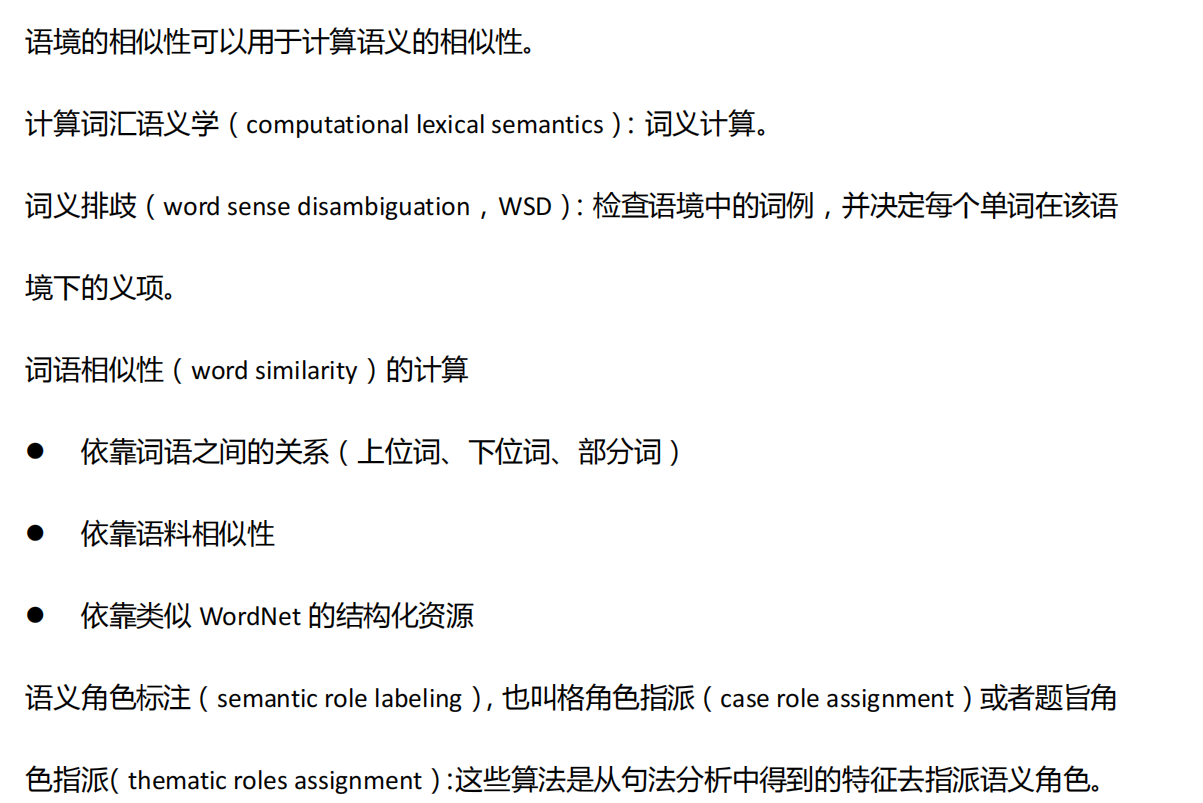 语境的相似性可以用于计算语义的相似性。
计算词汇语义学（computational lexical semantics）：词义计算。
词义排歧（word sense disambiguation，WSD）：检查语境中的词例，并决定每个单词在该语
境下的义项。
词语相似性（word similarity）的计算
● 依靠词语之间的关系（上位词、下位词、部分词）
● 依靠语料相似性
● 依靠类似 WordNet 的结构化资源
语义角色标注（semantic role labeling），也叫格角色指派（case role assignment）或者题旨角
色指派（thematic roles assignment）:这些算法是从句法分析中得到的特征去指派语义角色。